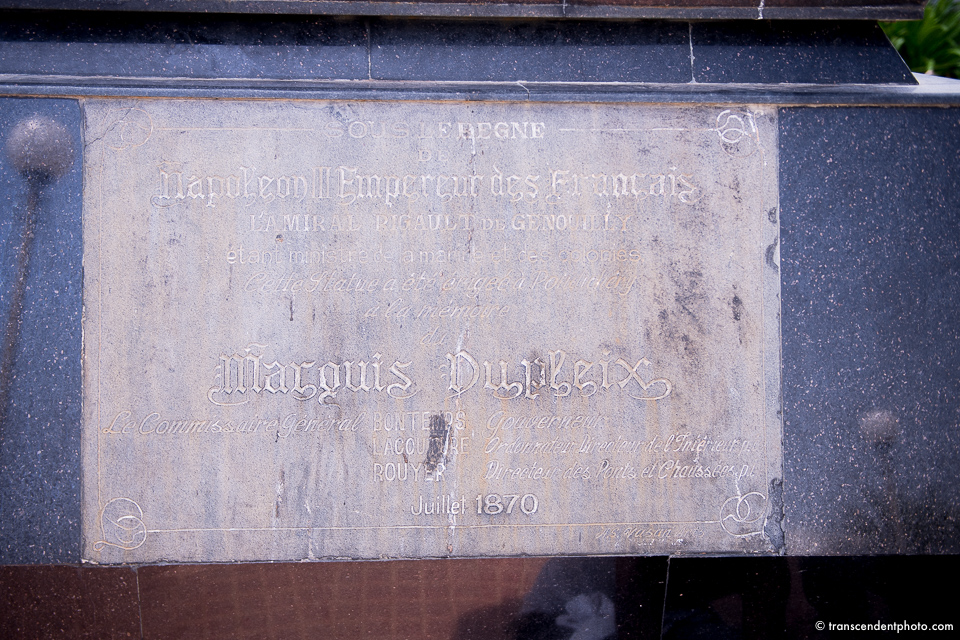 SOUS LE REGNE
DE
Napoleon III Empereur des Français
L'AMIRAL RIGAULT DE GENOUILLY
étant ministre de la marine et des colonies
Cette Statue a été érigée à Pondichéry
à la mémoire
du
Marquis Dupleix
Le Commissaire Général BONTEMPS Gouverneur
LACOUTURE Ordonnateur Directeur de l'Intérieur p.i.
ROUYER Directeur des Ponts et Chaussées p.i.
Juillet 1870
© transcendentphoto.com